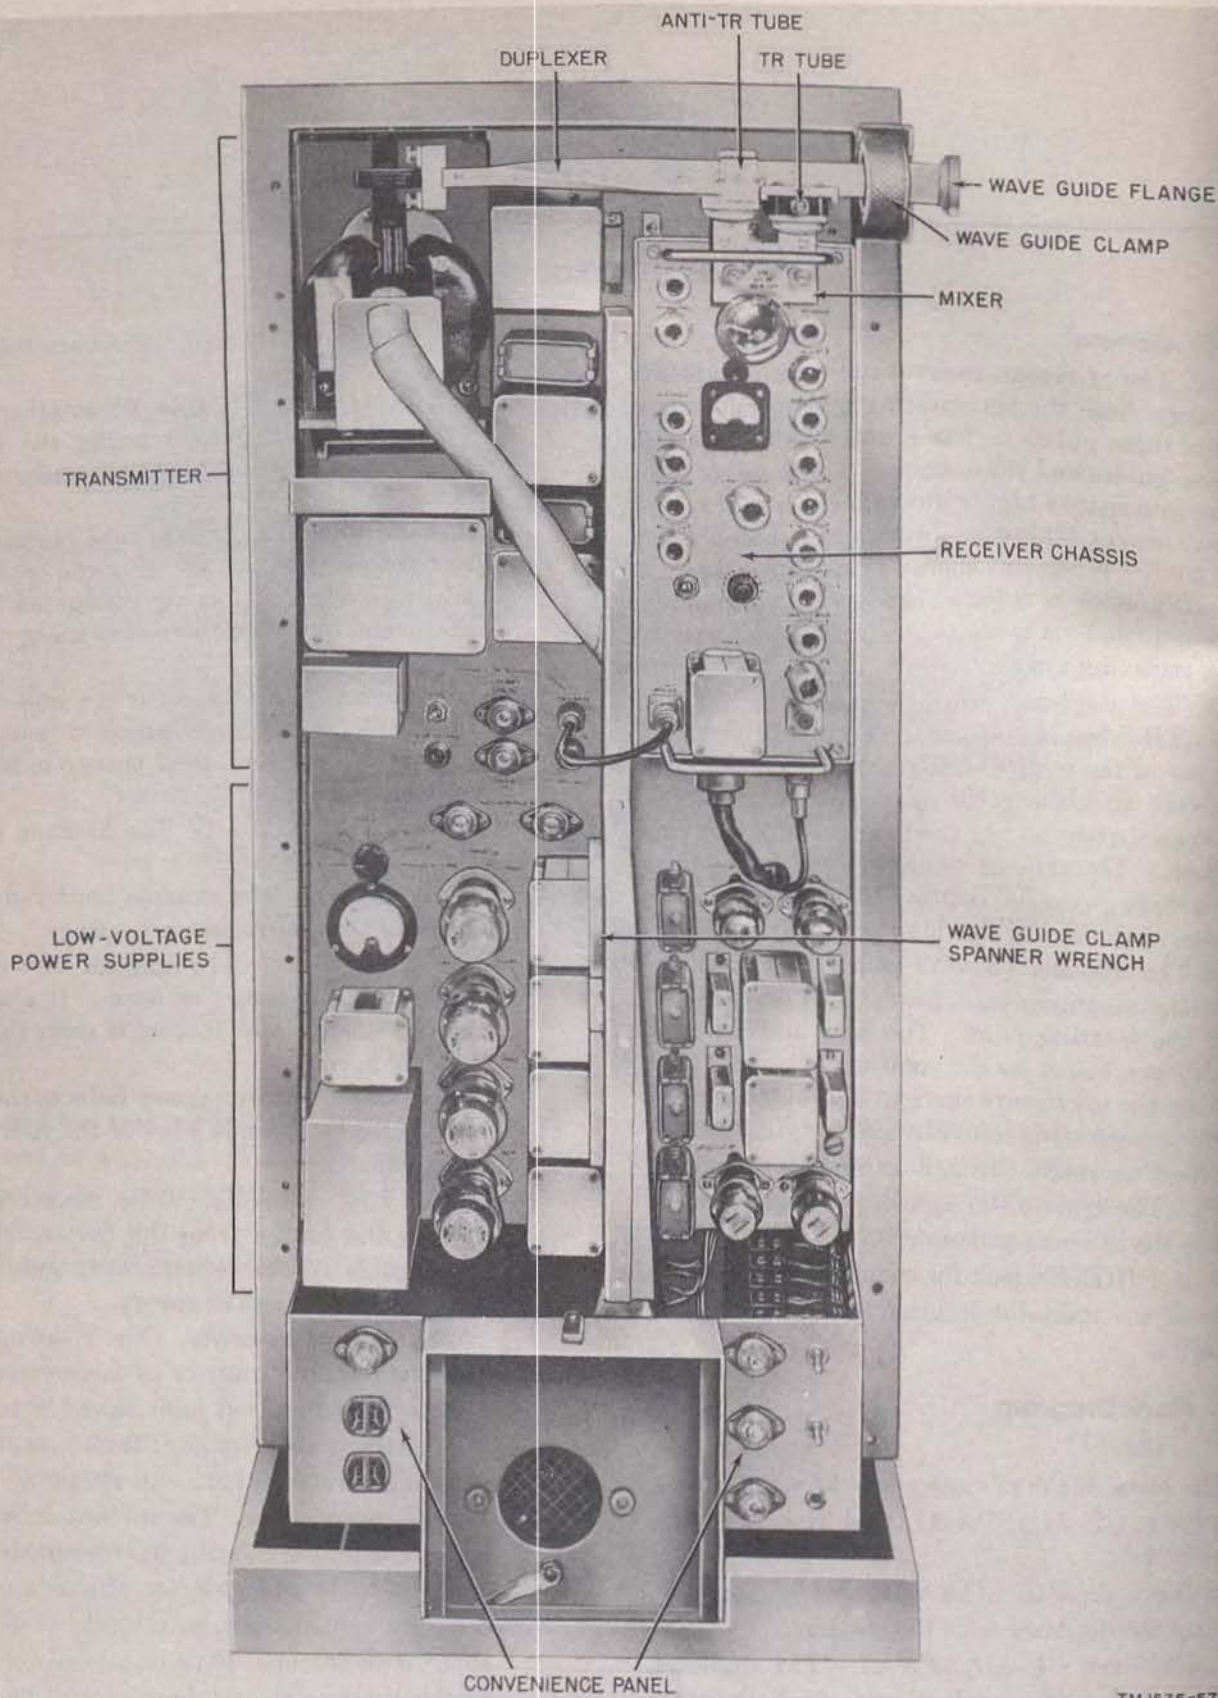 ANTI-TR TUBE
DUPLEXER
TR TUBE
WAVE GUIDE FLANGE
WAVE GUIDE CLAMP
MIXER
TRANSMITTER
RECEIVER CHASSIS
LOW-VOLTAGE
POWER SUPPLIES
WAVE GUIDE CLAMP
SPANNER WRENCH
CONVENIENCE PANEL